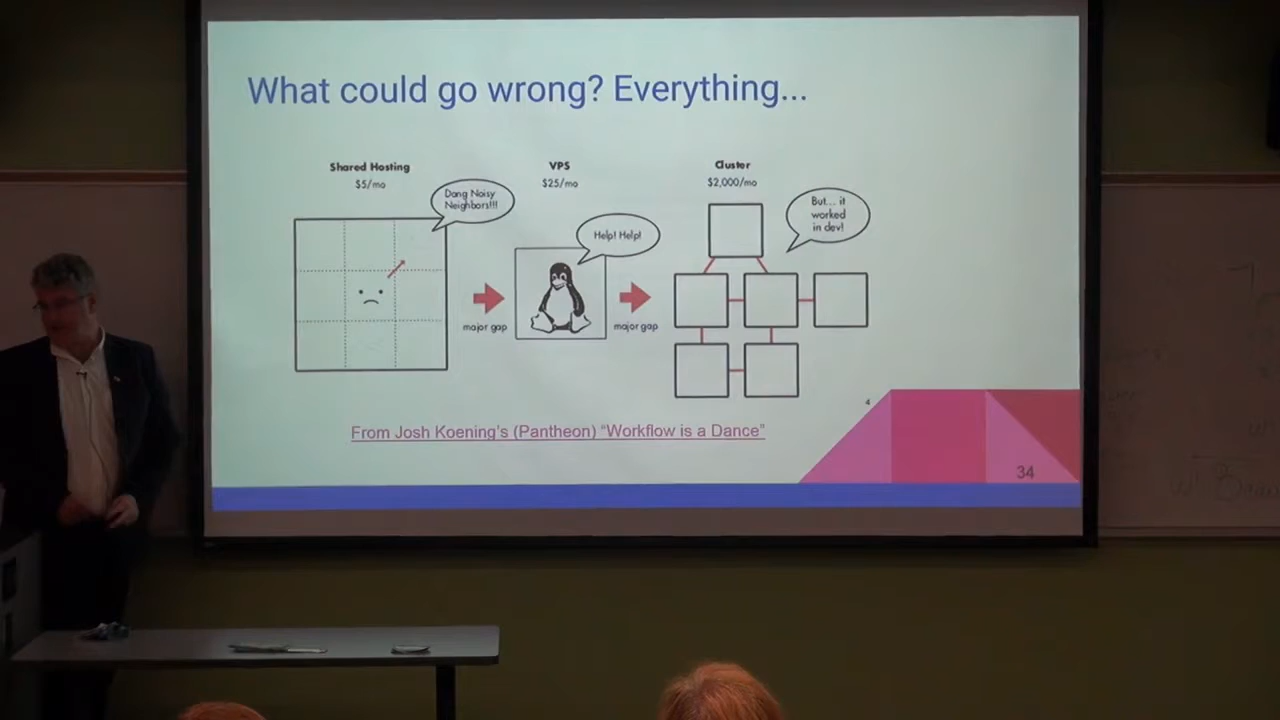 What could go wrong? Everything...
Shared Hosting
$5/mo
Dang Noisy
Neighbors!!!
VPS
$25/mo
Help! Help!
Cluster
$2,000/mo
But... it
worked
in dev!
major gap
major gap
4
From Josh Koening's (Pantheon) “Workflow is a Dance”
34